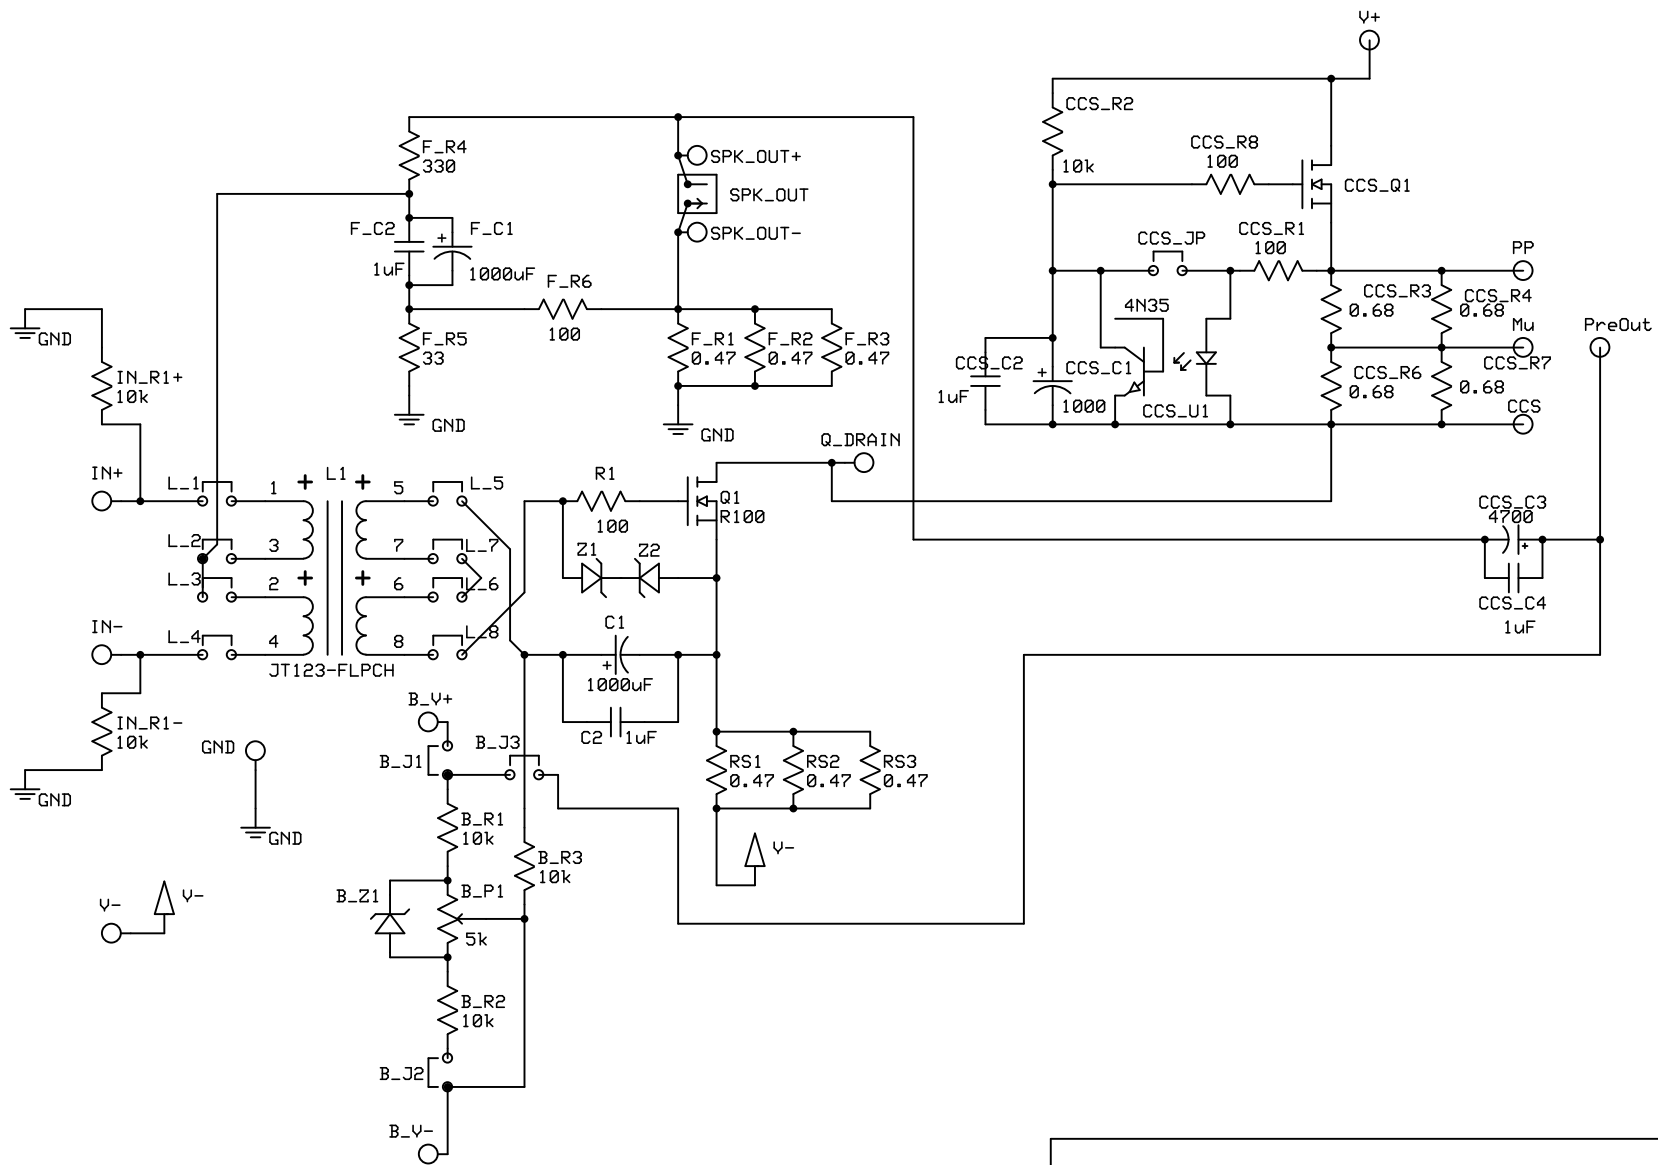 V+
CCS_R2
10k
CCS_R8
100
CCS_Q1
F_R4
330
SPK_OUT+
SPK_OUT
SPK_OUT-
F_C2
1uF
F_C1
1000uF
CCS_JP
CCS_R1
100
PP
F_R6
100
4N35
CCS_R3
0.68
CCS_R4
0.68
Mu
PreOut
GND
F_R5
33
F_R1
0.47
F_R2
0.47
F_R3
0.47
CCS_C2
1uF
CCS_C1
1000
CCS_U1
CCS_R6
0.68
CCS_R7
0.68
CCS
IN_R1+
10k
GND
GND
Q_DRAIN
IN+
L_1
1
L1
5
L_5
R1
100
Q1
R100
CCS_C3
4700
L_2
3
7
L_7
Z1
Z2
L_3
2
6
L_6
CCS_C4
1uF
IN-
L_4
4
8
L_8
C1
1000uF
JT123-FLPCH
B_V+
IN_R1-
10k
GND
B_J3
C2
1uF
B_J1
RS1
0.47
RS2
0.47
RS3
0.47
GND
GND
B_R1
10k
B_R3
10k
V-
B_Z1
B_P1
5k
V-
V-
B_R2
10k
B_J2
B_V-